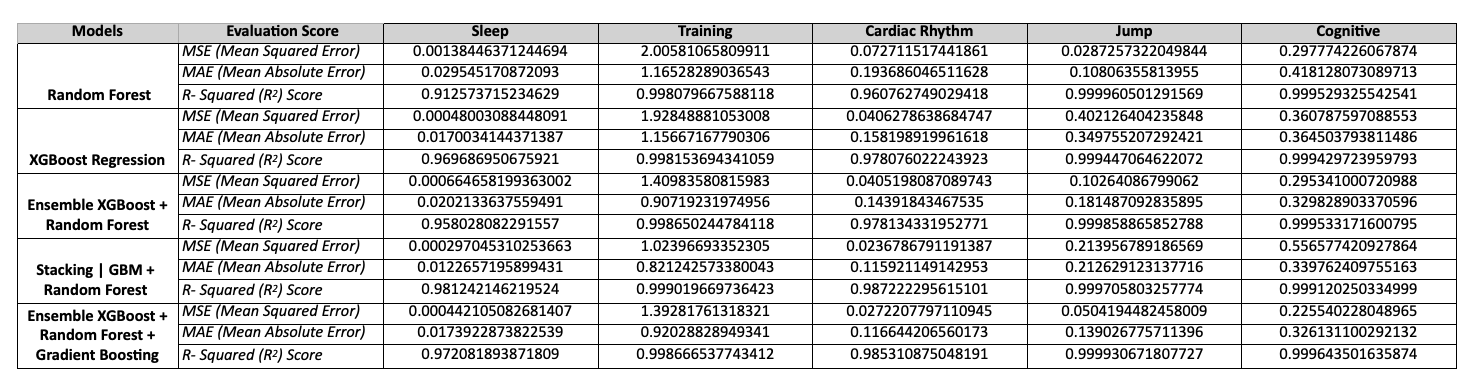 Models Evaluation Score Sleep Training Cardiac Rhythm Jump Cognitive
MSE (Mean Squared Error) 0.00138446371244694 2.00581065809911 0.072711517441861 0.0287257322049844 0.297774226067874
MAE (Mean Absolute Error) 0.029545170872093 1.16528289036543 0.193686046511628 0.10806355813955 0.418128073089713
Random Forest R- Squared (R²) Score 0.912573715234629 0.998079667588118 0.960762749029418 0.999960501291569 0.999529325542541
MSE (Mean Squared Error) 0.00048003088448091 1.92848881053008 0.0406278638684747 0.402126404235848 0.360787597088553
MAE (Mean Absolute Error) 0.0170034144371387 1.15667167790306 0.158198919961618 0.349755207292421 0.364503793811486
XGBoost Regression R- Squared (R²) Score 0.969686950675921 0.998153694341059 0.978076022243923 0.999447064622072 0.999429723959793
MSE (Mean Squared Error) 0.000664658199363002 1.40983580815983 0.0405198087089743 0.10264086799062 0.295341000720988
Ensemble XGBoost + MAE (Mean Absolute Error) 0.0202133637559491 0.90719231974956 0.14391843467535 0.181487092835895 0.329828903370596
Random Forest R- Squared (R²) Score 0.958028082291557 0.998650244784118 0.978134331952771 0.999858865852788 0.999533171600795
MSE (Mean Squared Error) 0.000297045310253663 1.02396693352305 0.0236786791191387 0.213956789186569 0.556577420927864
Stacking | GBM + MAE (Mean Absolute Error) 0.0122657195899431 0.821242573380043 0.115921149142953 0.212629123137716 0.339762409755163
Random Forest R- Squared (R²) Score 0.981242146219524 0.999019669736423 0.987222295615101 0.999705803257774 0.999120250334999
Ensemble XGBoost + MSE (Mean Squared Error) 0.000442105082681407 1.39281761318321 0.0272207797110945 0.0504194482458009 0.225540228048965
Random Forest + MAE (Mean Absolute Error) 0.0173922873822539 0.92028828949341 0.116644206560173 0.139026775711396 0.326131100292132
Gradient Boosting R- Squared (R²) Score 0.972081893871809 0.998666537743412 0.985310875048191 0.999930671807727 0.999643501635874